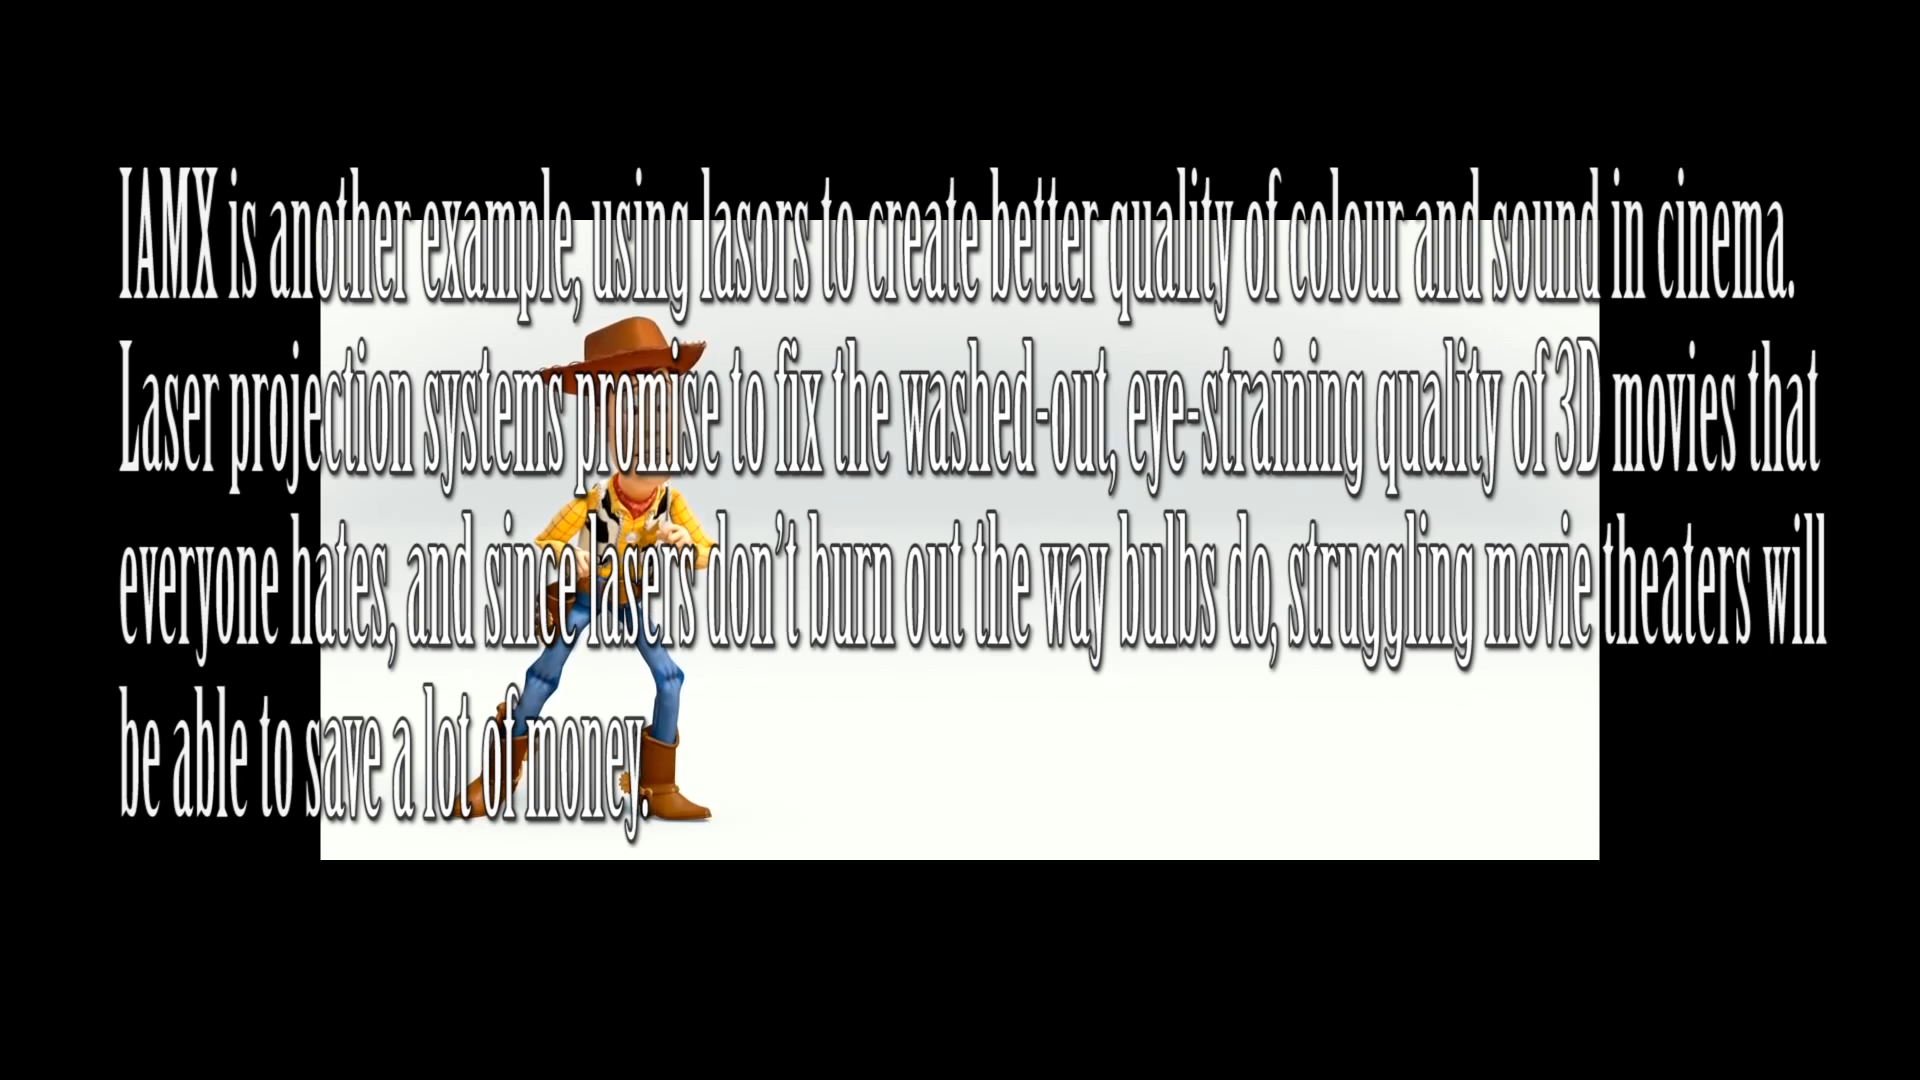 IAMX is another example, using lasors to create better quality of colour and sound in cinema.
Laser projection systems promise to fix the washed-out, eye-straining quality of 3D movies that
everyone hates, and since lasers don't burn out the way bulbs do, struggling movie theaters will
be able to save a lot of money.